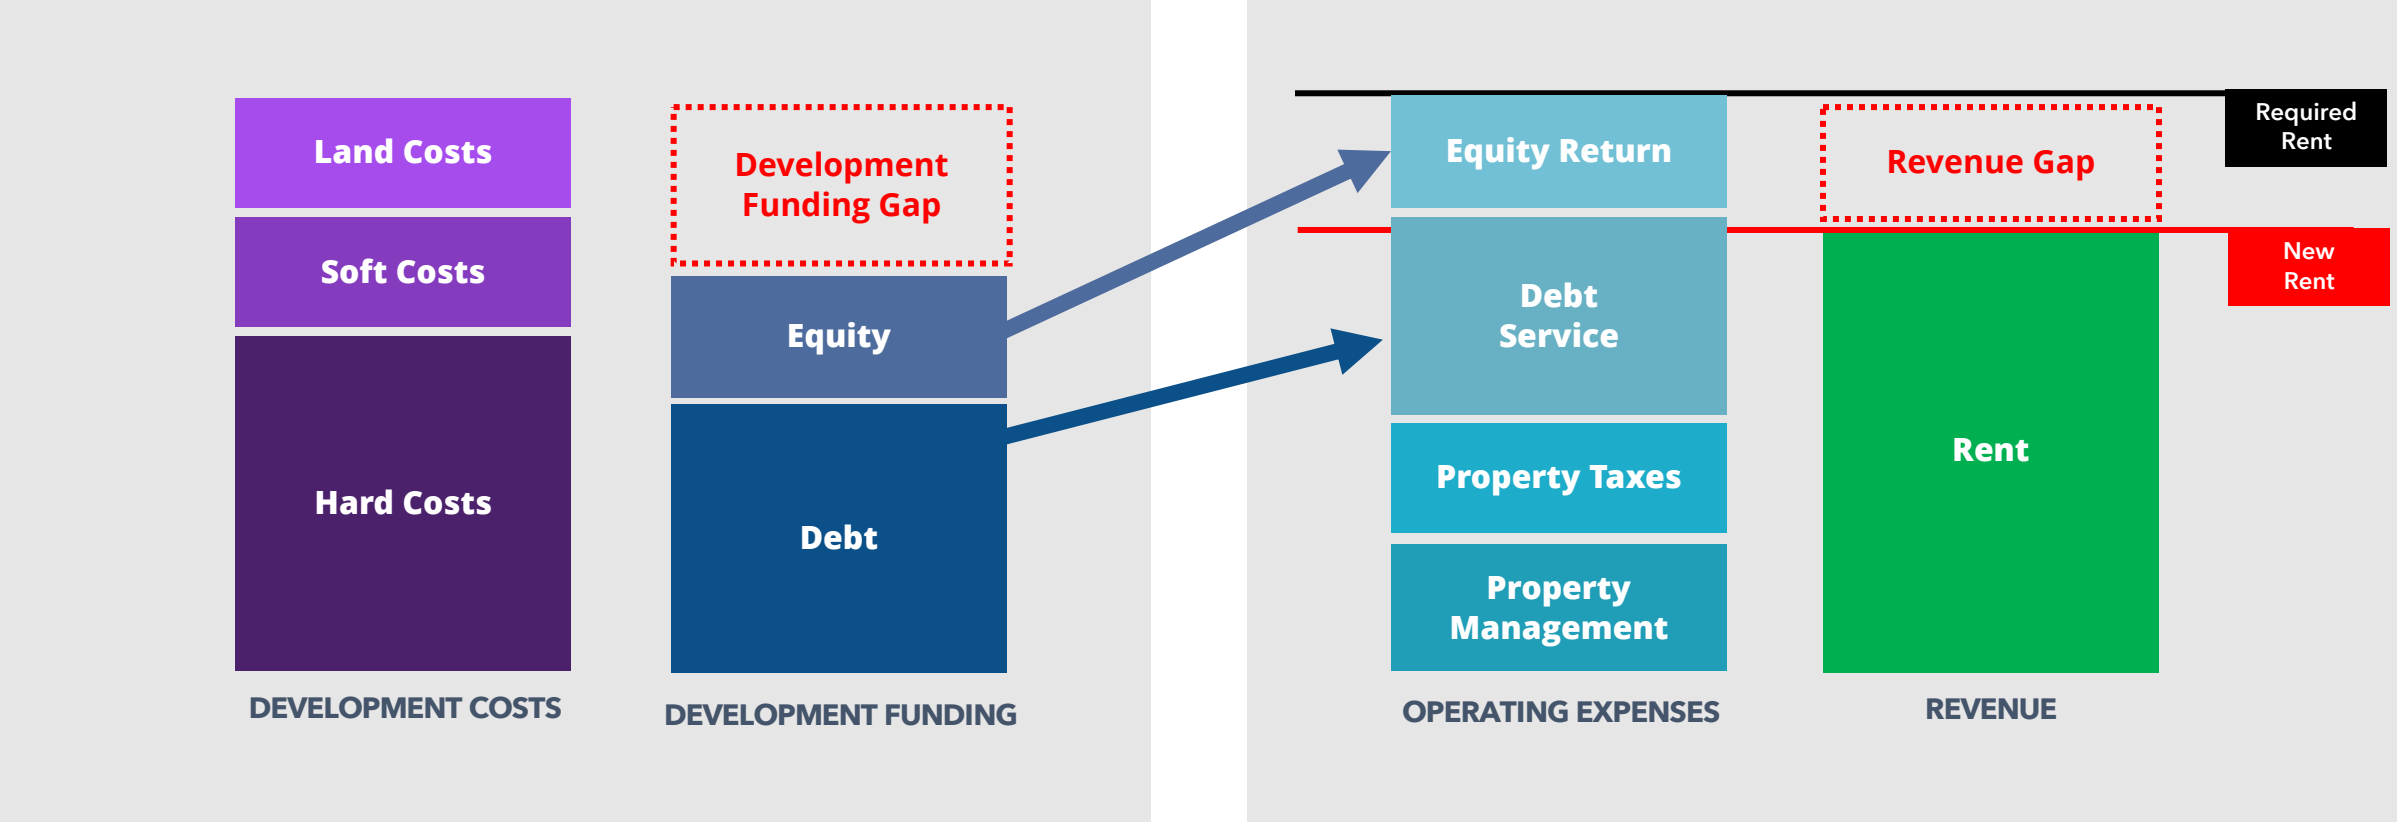 Land Costs
Soft Costs
Hard Costs
DEVELOPMENT COSTS
Development
Funding Gap
Equity
Debt
DEVELOPMENT FUNDING
Equity Return
Debt
Service
Property Taxes
Property
Management
OPERATING EXPENSES
Revenue Gap
Rent
REVENUE
Required
Rent
New
Rent